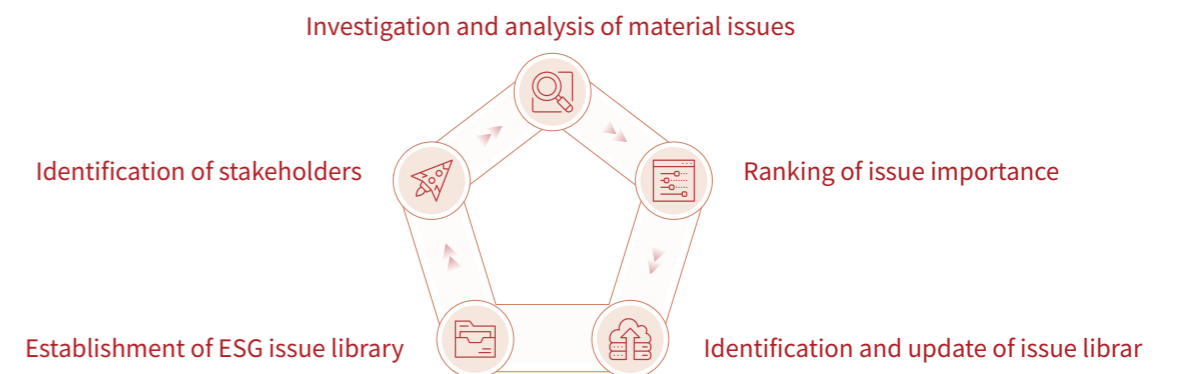 Investigation and analysis of material issues
Identification of stakeholders
Ranking of issue importance
Establishment of ESG issue library
Identification and update of issue librar